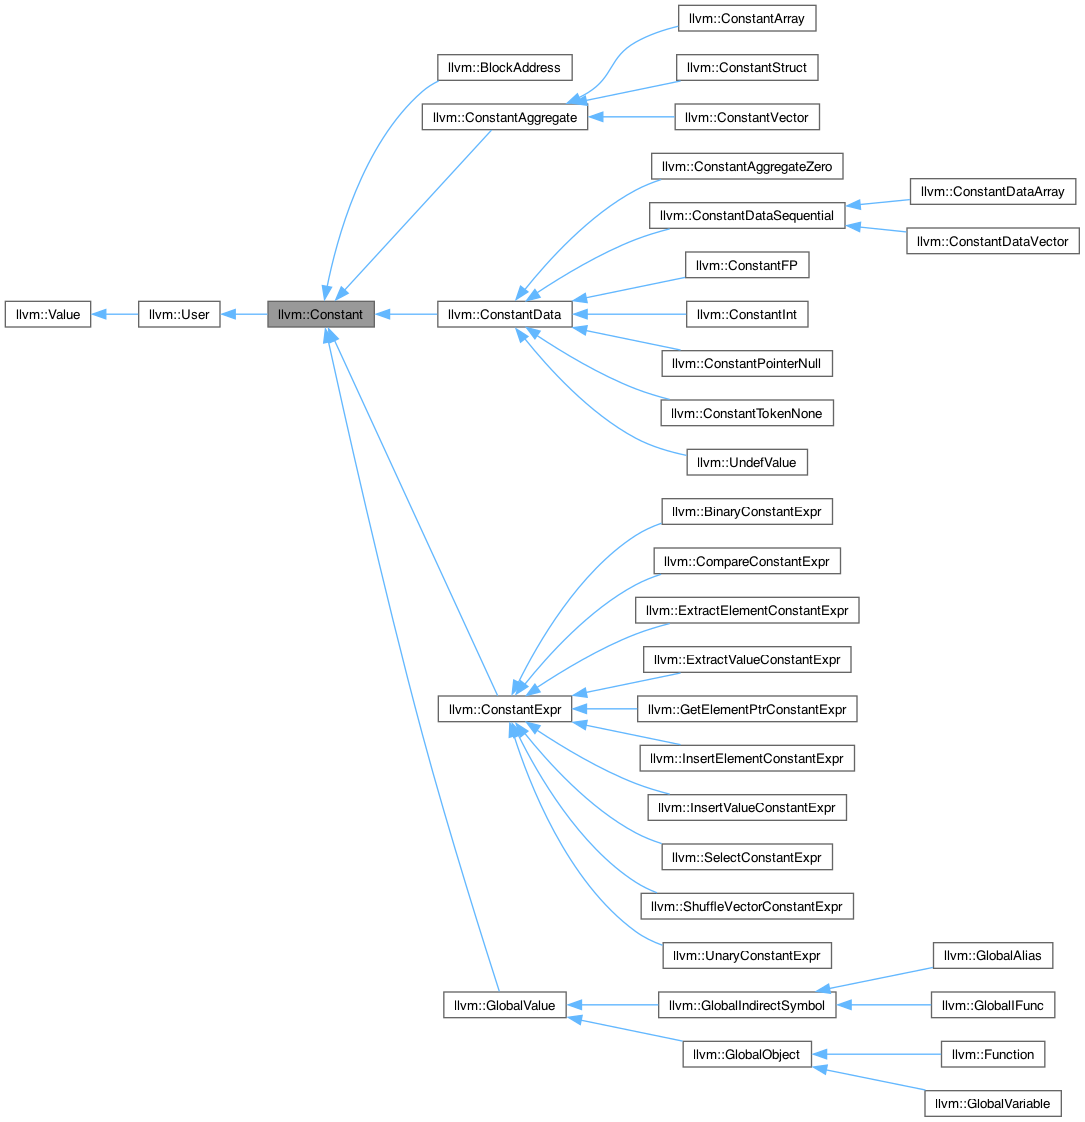 llvm::ConstantArray
llvm::BlockAddress
llvm::ConstantStruct
llvm::ConstantAggregate
llvm::ConstantVector
llvm::ConstantAggregateZero
llvm::ConstantDataArray
llvm::ConstantDataSequential
llvm::ConstantDataVector
llvm::ConstantFP
llvm::Value
llvm::User
llvm::Constant
llvm::ConstantData
llvm::ConstantInt
llvm::ConstantPointerNull
llvm::ConstantTokenNone
llvm::UndefValue
llvm::BinaryConstantExpr
llvm::CompareConstantExpr
llvm::ExtractElementConstantExpr
llvm::ExtractValueConstantExpr
llvm::ConstantExpr
llvm::GetElementPtrConstantExpr
llvm::InsertElementConstantExpr
llvm::InsertValueConstantExpr
llvm::SelectConstantExpr
llvm::ShuffleVectorConstantExpr
llvm::UnaryConstantExpr
llvm::GlobalAlias
llvm::GlobalValue
llvm::GlobalIndirectSymbol
llvm::GlobalIFunc
llvm::GlobalObject
llvm::Function
llvm::GlobalVariable